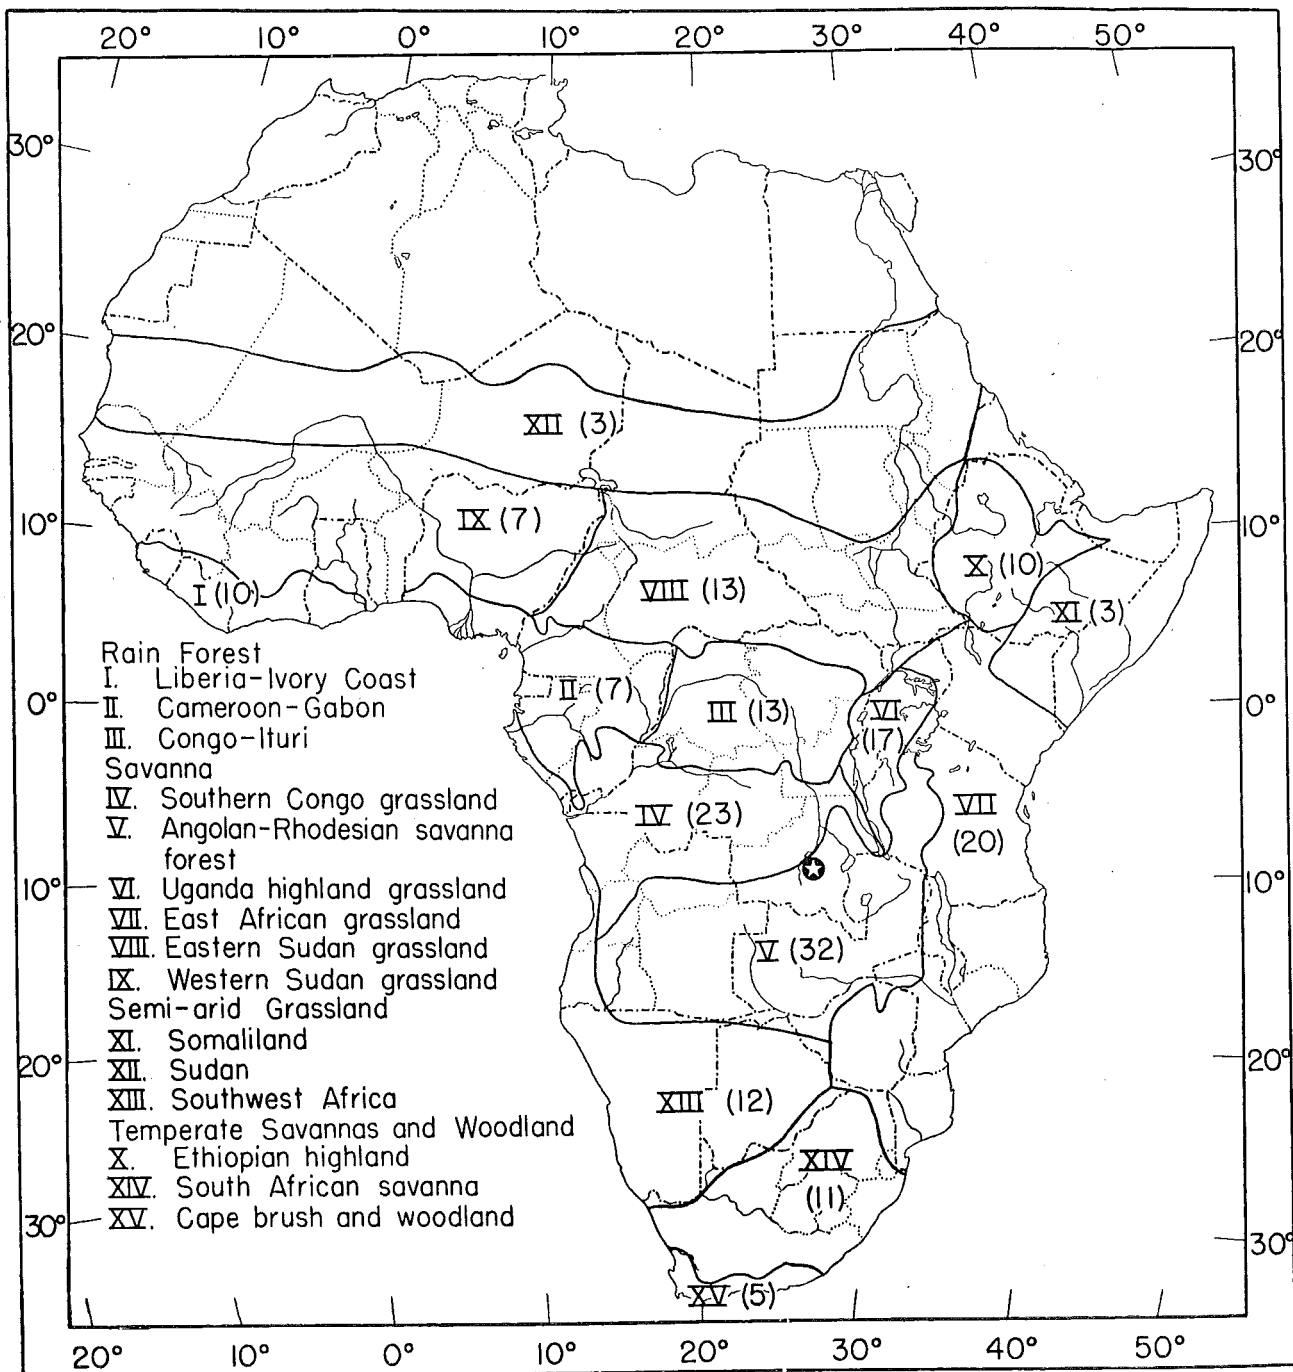 20° 10° 0° 10° 20° 30° 40° 50°
30° 30°
20° 20°
XII (3)
10° IX (7) 10°
X (10)
I (10) VIII (13) XI (3)
Rain Forest
I. Liberia-Ivory Coast
II. Cameroon-Gabon
III. Congo-Ituri
Savanna
IV. Southern Congo grassland
V. Angolan-Rhodesian savanna
forest
VI. Uganda highland grassland
VII. East African grassland
VIII. Eastern Sudan grassland
IX. Western Sudan grassland
Semi-arid Grassland
XI. Somaliland
XII. Sudan
XIII. Southwest Africa
Temperate Savannas and Woodland
X. Ethiopian highland
XIV. South African savanna
XV. Cape brush and woodland
0° II (7) III (13) VI 0°
(17)
IV (23) VII
(20)
10° 10°
V (32)
20° 20°
XIII (12)
XIV
(11)
30° 30°
XV (5)
20° 10° 0° 10° 20° 30° 40° 50°